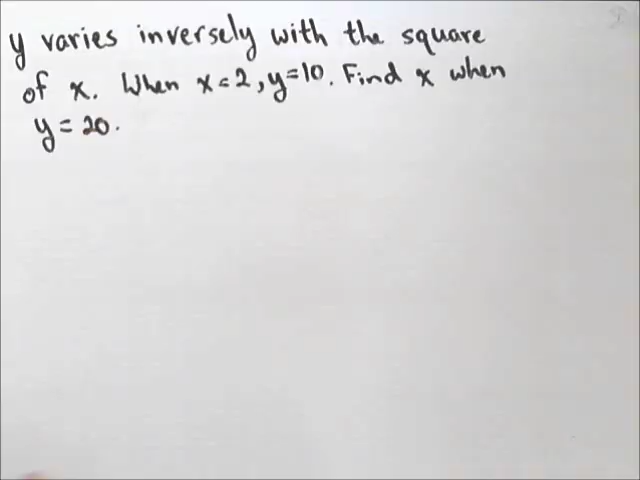 y varies inversely with the square
of x. When x = 2, y = 10. Find x when
y = 20.